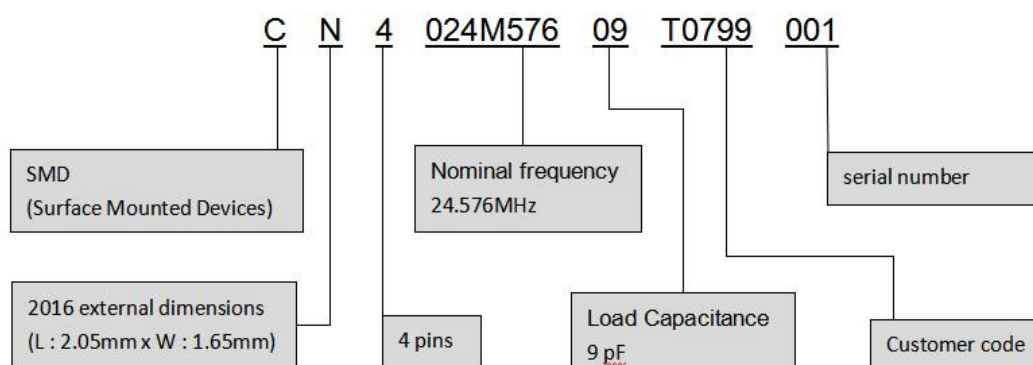 C N 4 024M576 09 T0799 001
SMD
(Surface Mounted Devices)
Nominal frequency
24.576MHz
serial number
2016 external dimensions
(L : 2.05mm x W : 1.65mm)
4 pins
Load Capacitance
9 pF
Customer code